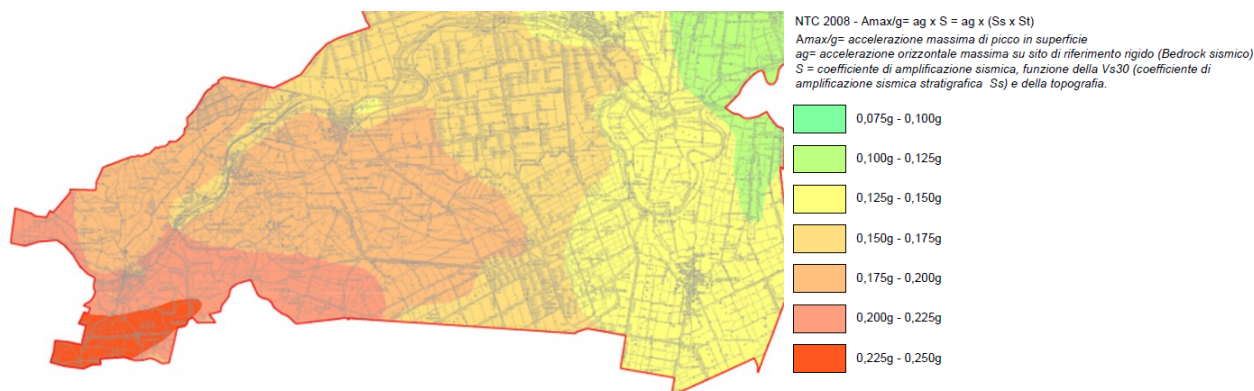 NTC 2008 - Amax/g= ag x S = ag x (Ss x St)
Amax/g= accelerazione massima di picco in superficie
ag= accelerazione orizzontale massima su sito di riferimento rigido (Bedrock sismico)
S = coefficiente di amplificazione sismica, funzione della Vs30 (coefficiente di
amplificazione sismica stratigrafica Ss) e della topografia.
0,075g - 0,100g
0,100g - 0,125g
0,125g - 0,150g
0,150g - 0,175g
0,175g - 0,200g
0,200g - 0,225g
0,225g - 0,250g